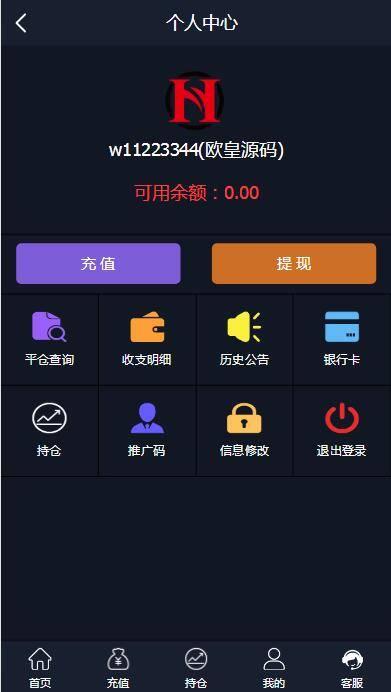 个人中心
w11223344(欧皇源码)
可用余额：0.00
充 值 提 现
平仓查询 收支明细 历史公告 银行卡
持仓 推广码 信息修改 退出登录
首页 充值 持仓 我的 客服